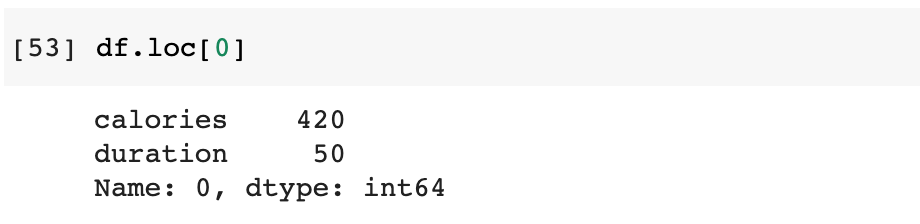 [53] df.loc[0]
calories    420
duration     50
Name: 0, dtype: int64